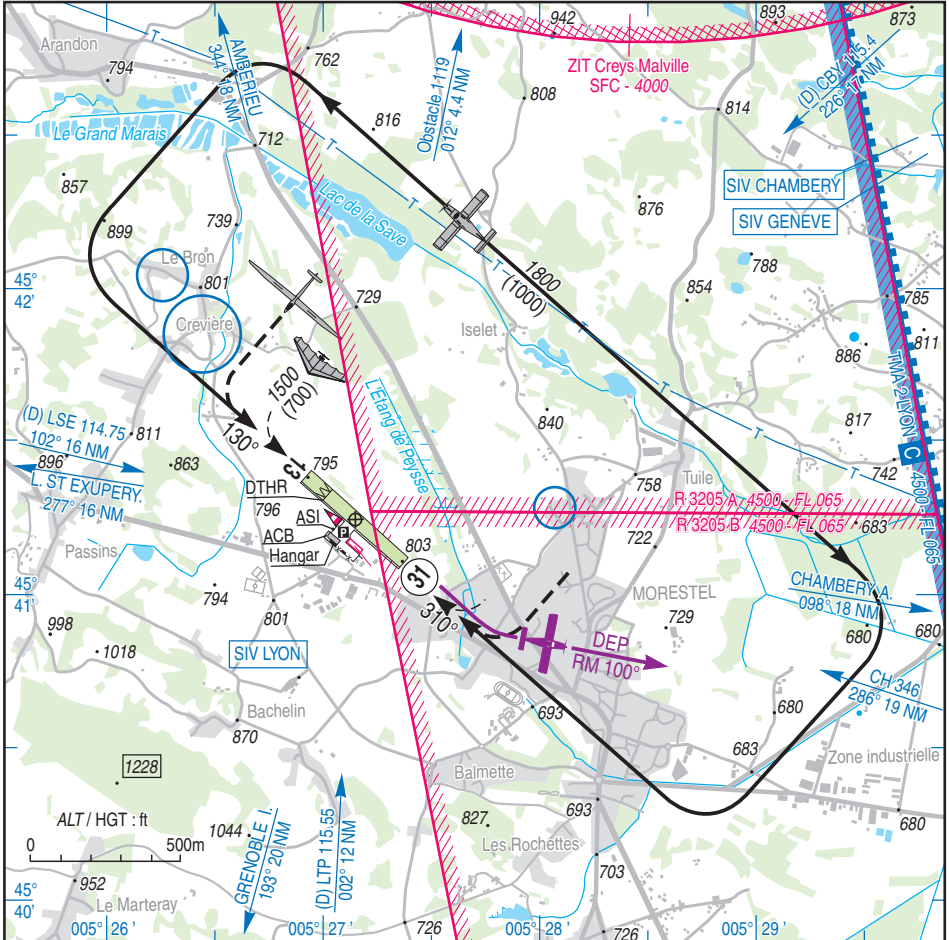 942
893
873
Arandon
762
AMBERIEU
344° 18 NM
794
ZIT Creys Malville
SFC - 4000
(D) CBY 115.4
226° 17 NM
Obstacle 1119
012° 4.4 NM
808
814
816
Le Grand Marais
712
857
Lac de la Save
SIV CHAMBERY
876
SIV GENEVE
899
739
Le Bron
788
45°
42'
801
1800
(1000)
854
785
729
Crevière
Iselet
811
886
1500
(700)
TMA 2 LYON C 4500 - FL 065
L'Etang de Peysse
840
817
(D) LSE 114.75
102° 16 NM
811
130°
896
863
742
L. ST EXUPERY.
277° 16 NM
13
795
758
Tuile
DTHR
796
R 3205 A 4500 - FL 065
R 3205 B 4500 - FL 065
683
ASI
P
ACB
Hangar
Passins
803
722
31
45°
41'
794
801
310°
MORESTEL
729
CHAMBERY A.
098° 18 NM
998
1018
SIV LYON
DEP
RM 100°
680
680
CH 346
286° 19 NM
Bachelin
693
680
870
683
Zone industrielle
1228
Balmette
ALT / HGT : ft
0
500m
1044
GRENOBLE I.
193° 20 NM
(D) LTP 115.55
002° 12 NM
693
827
Les Rochettes
680
703
952
45°
40'
Le Marteray
726
726
005° 26 '
005° 27 '
005° 28 '
005° 29 '
T
T
T
T
T
T
T